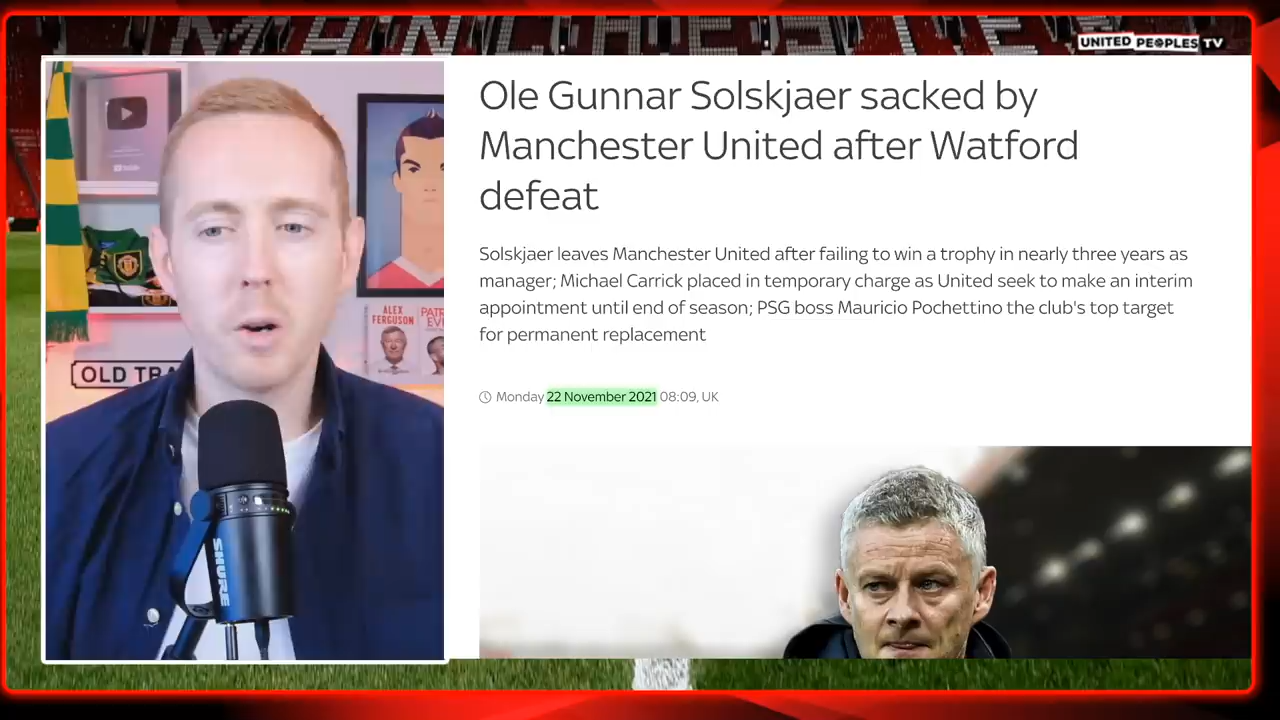 MANCHESTER
UNITED PEOPLES TV
Ole Gunnar Solskjaer sacked by
Manchester United after Watford
defeat
Solskjaer leaves Manchester United after failing to win a trophy in nearly three years as
manager; Michael Carrick placed in temporary charge as United seek to make an interim
appointment until end of season; PSG boss Mauricio Pochettino the club's top target
for permanent replacement
Monday 22 November 2021 08:09, UK
ALEX
FERGUSON
PATR
EV
OLD TRA
SHURE